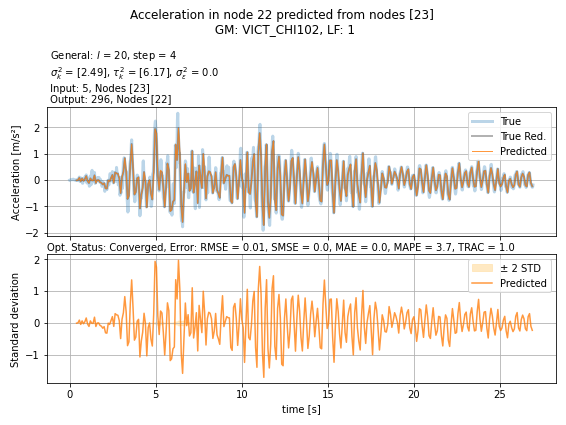 Acceleration in node 22 predicted from nodes [23]
GM: VICT_CHI102, LF: 1
General: l = 20, step = 4
σ²ₖ = [2.49], τ²ₖ = [6.17], σ²ε = 0.0
Input: 5, Nodes [23]
Output: 296, Nodes [22]
Acceleration [m/s²]
2
1
0
−1
−2
True
True Red.
Predicted
Opt. Status: Converged, Error: RMSE = 0.01, SMSE = 0.0, MAE = 0.0, MAPE = 3.7, TRAC = 1.0
Standard deviation
2
1
0
−1
± 2 STD
Predicted
0 5 10 15 20 25
time [s]